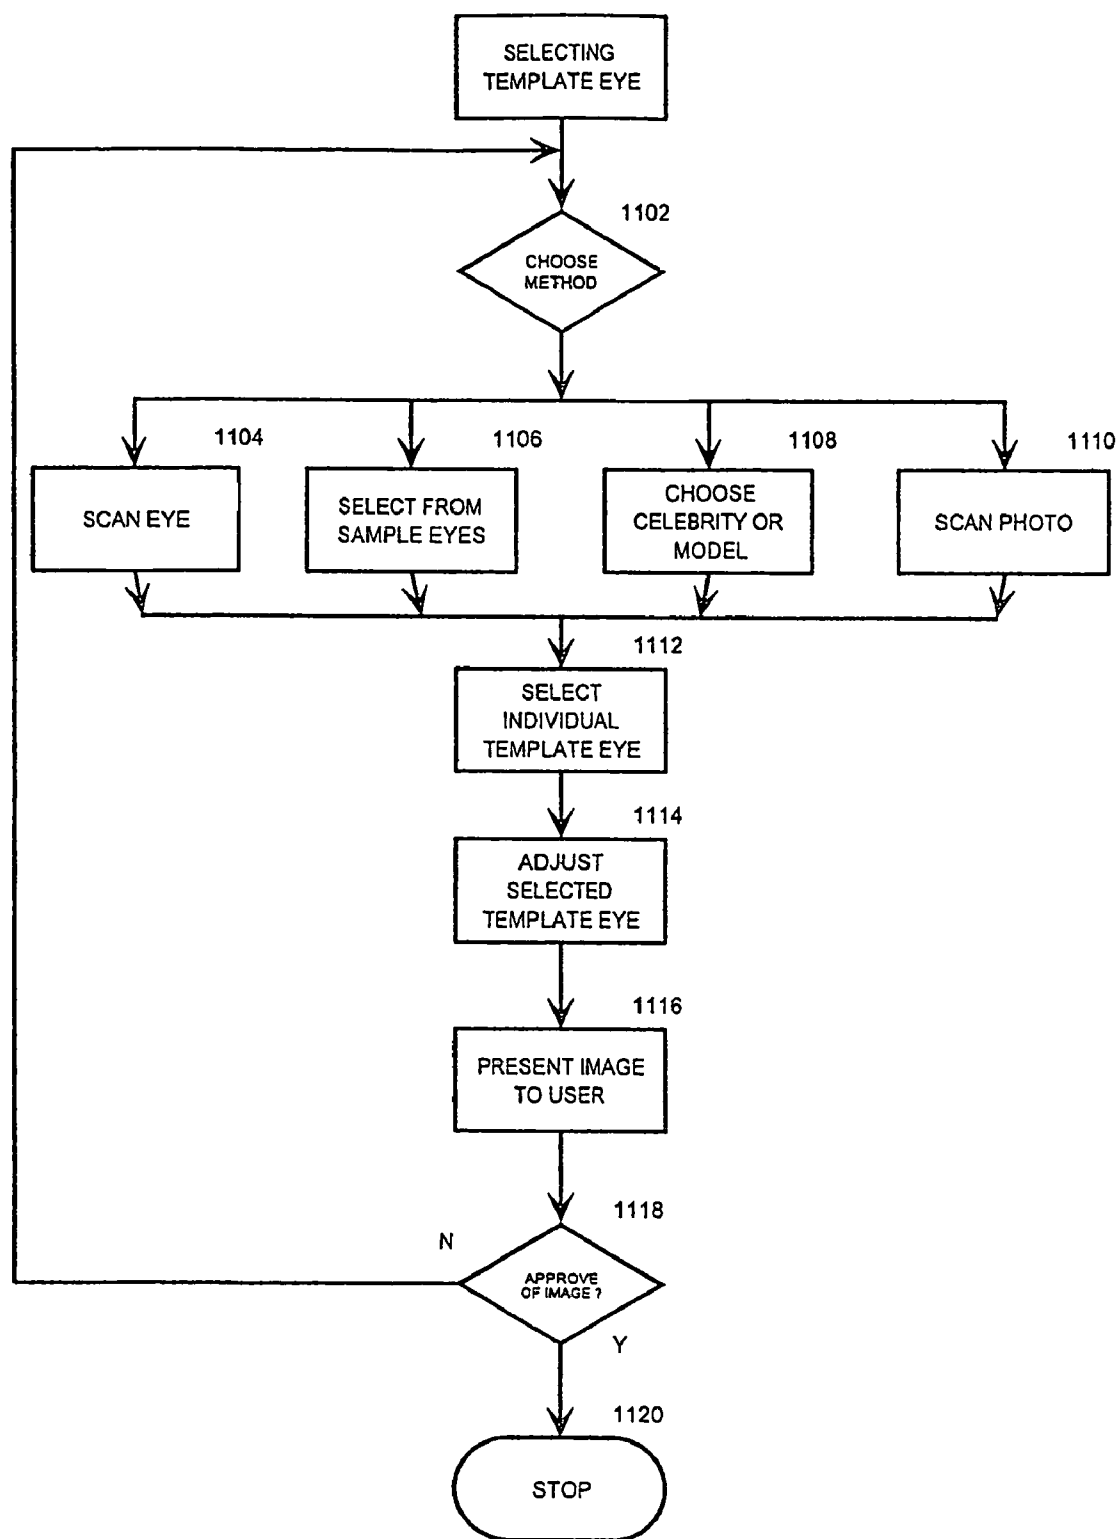 SELECTING
TEMPLATE EYE
1102
CHOOSE
METHOD
1104
SCAN EYE
1106
SELECT FROM
SAMPLE EYES
1108
CHOOSE
CELEBRITY OR
MODEL
1110
SCAN PHOTO
1112
SELECT
INDIVIDUAL
TEMPLATE EYE
1114
ADJUST
SELECTED
TEMPLATE EYE
1116
PRESENT IMAGE
TO USER
1118
N
APPROVE
OF IMAGE ?
Y
1120
STOP